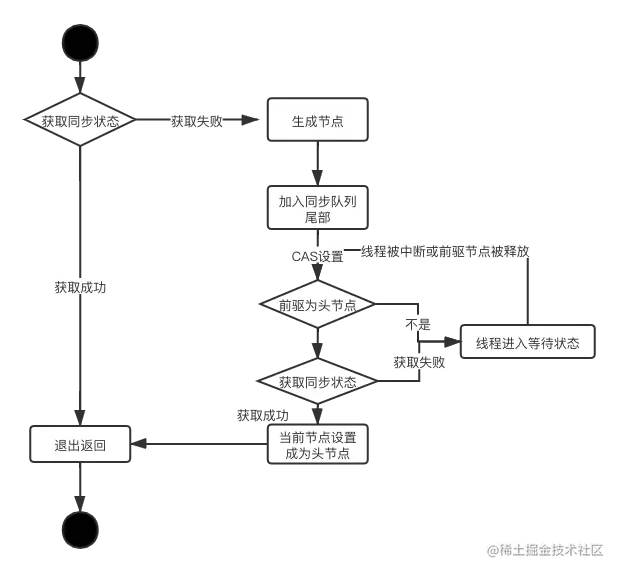 获取同步状态
获取失败
生成节点
加入同步队列
尾部
CAS设置
线程被中断或前驱节点被释放
获取成功
前驱为头节点
不是
线程进入等待状态
获取失败
获取同步状态
获取成功
当前节点设置
成为头节点
退出返回
@稀土掘金技术社区